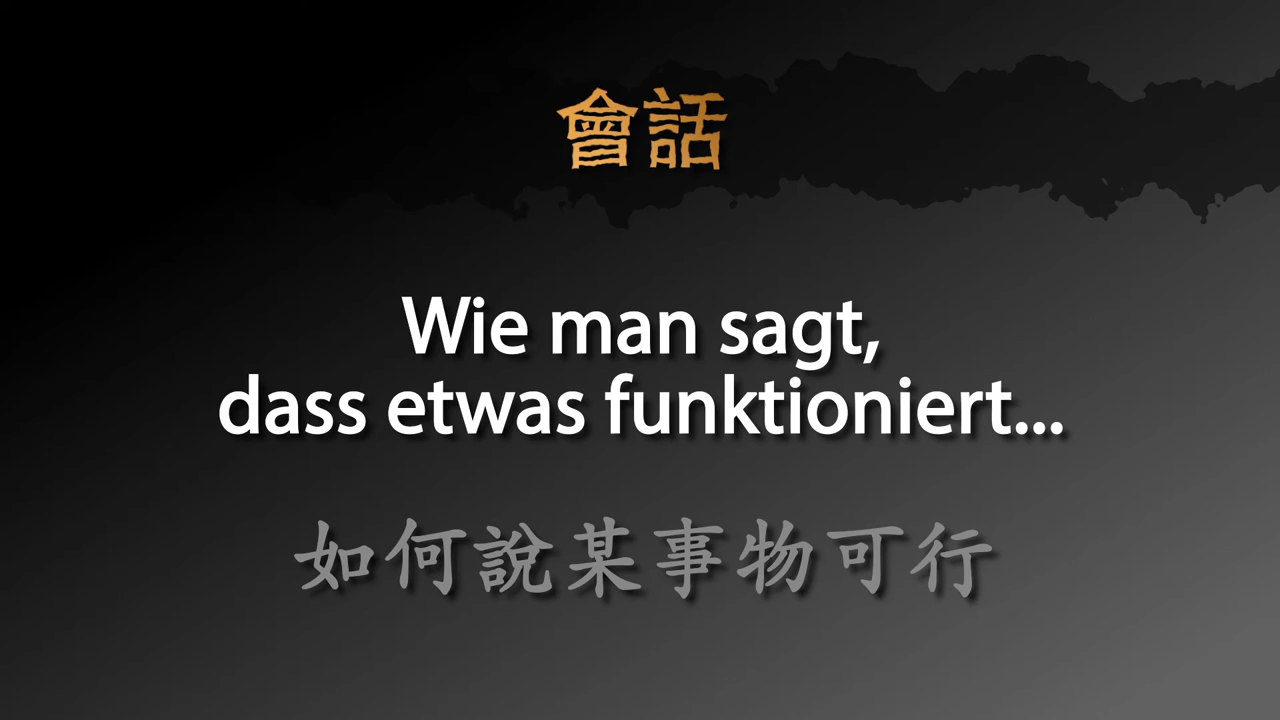 會話
Wie man sagt,
dass etwas funktioniert...
如何說某事物可行